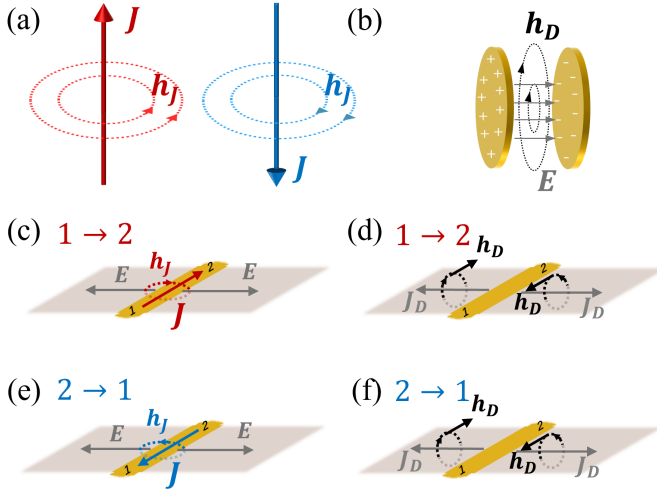 (a)
J
h_J
h_J
J
(b)
h_D
+ + + + + + + + + +
- - - - - - - -
E
(c) 1 → 2
h_J
E
E
J
1
2
(d) 1 → 2
h_D
h_D
J_D
J_D
1
2
(e) 2 → 1
h_J
E
E
J
1
2
(f) 2 → 1
h_D
h_D
J_D
J_D
1
2